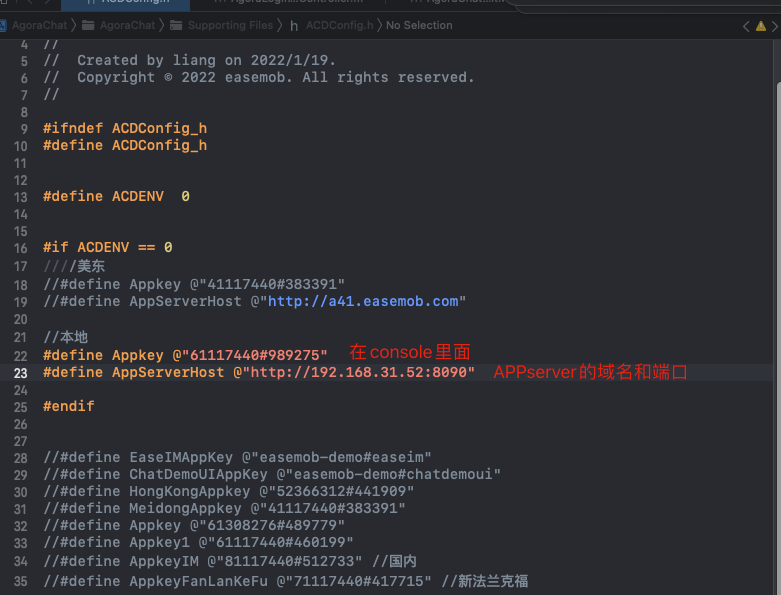 AgoraChat 〉 AgoraChat 〉 Supporting Files 〉 h ACDConfig.h 〉 No Selection
4 //
5 //  Created by liang on 2022/1/19.
6 //  Copyright © 2022 easemob. All rights reserved.
7 //
8
9 #ifndef ACDConfig_h
10 #define ACDConfig_h
11
12
13 #define ACDENV  0
14
15
16 #if ACDENV == 0
17 ////美东
18 //#define Appkey @"41117440#383391"
19 //#define AppServerHost @"http://a41.easemob.com"
20
21 //本地
22 #define Appkey @"61117440#989275" 在console里面
23 #define AppServerHost @"http://192.168.31.52:8090" APPserver的域名和端口
24
25 #endif
26
27
28 //#define EaseIMAppKey @"easemob-demo#easeim"
29 //#define ChatDemoUIAppKey @"easemob-demo#chatdemoui"
30 //#define HongKongAppkey @"52366312#441909"
31 //#define MeidongAppkey @"41117440#383391"
32 //#define Appkey @"61308276#489779"
33 //#define Appkey1 @"61117440#460199"
34 //#define AppkeyIM @"81117440#512733" //国内
35 //#define AppkeyFanLanKeFu @"71117440#417715" //新法兰克福